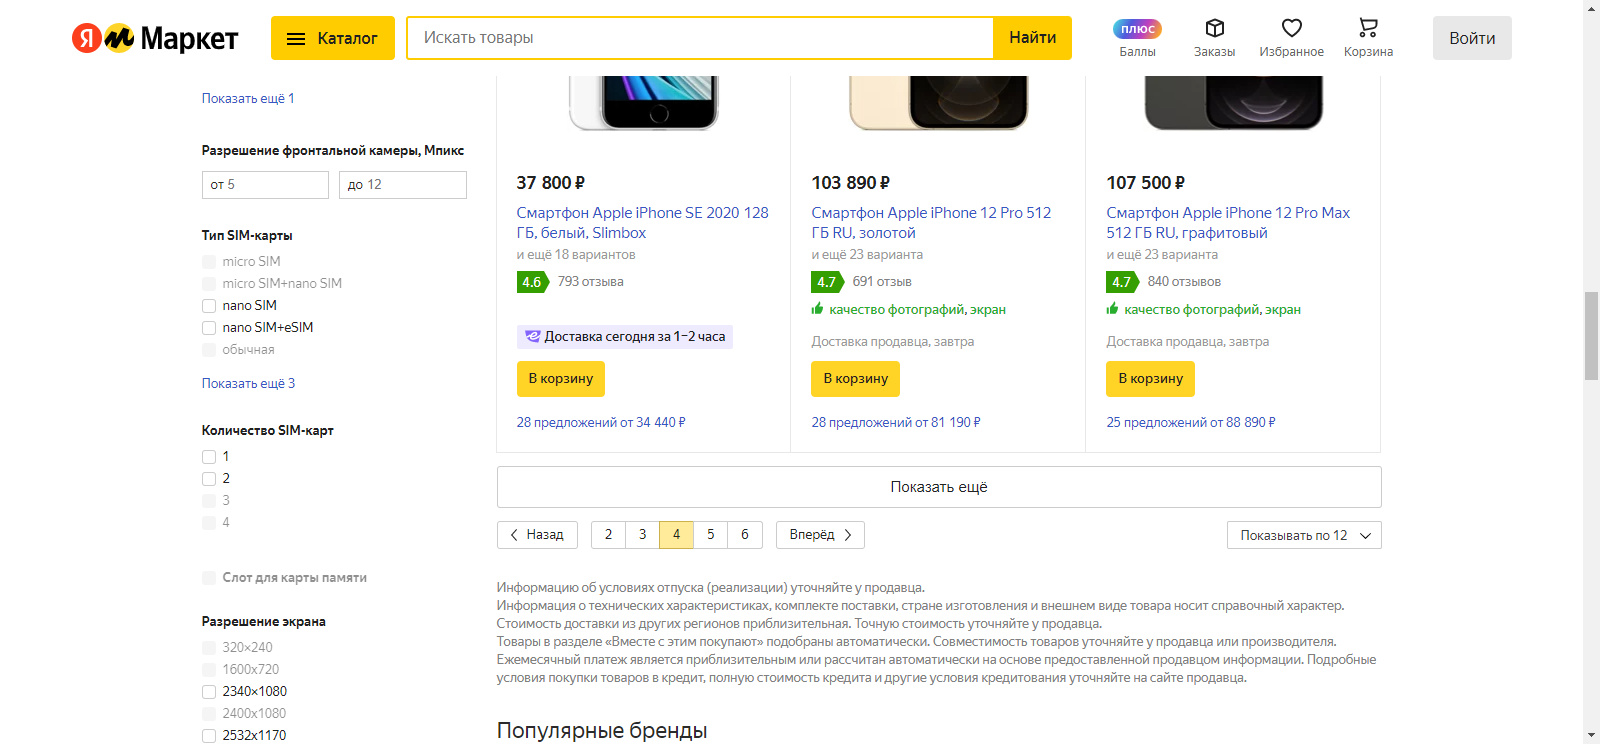 Я Маркет
Каталог
Искать товары
Найти
плюс
Баллы
Заказы
Избранное
Корзина
Войти
Показать ещё 1
Разрешение фронтальной камеры, Мпикс
от 5
до 12
Тип SIM-карты
micro SIM
micro SIM+nano SIM
nano SIM
nano SIM+eSIM
обычная
Показать ещё 3
Количество SIM-карт
1
2
3
4
Слот для карты памяти
Разрешение экрана
320×240
1600x720
2340×1080
2400x1080
2532x1170
37 800 ₽
Смартфон Apple iPhone SE 2020 128
ГБ, белый, Slimbox
и ещё 18 вариантов
4.6 793 отзыва
Доставка сегодня за 1–2 часа
В корзину
28 предложений от 34 440 ₽
103 890 ₽
Смартфон Apple iPhone 12 Pro 512
ГБ RU, золотой
и ещё 23 варианта
4.7 691 отзыв
качество фотографий, экран
Доставка продавца, завтра
В корзину
28 предложений от 81 190 ₽
107 500 ₽
Смартфон Apple iPhone 12 Pro Max
512 ГБ RU, графитовый
и ещё 23 варианта
4.7 840 отзывов
качество фотографий, экран
Доставка продавца, завтра
В корзину
25 предложений от 88 890 ₽
Показать ещё
Назад 2 3 4 5 6 Вперёд
Показывать по 12
Информацию об условиях отпуска (реализации) уточняйте у продавца.
Информация о технических характеристиках, комплекте поставки, стране изготовления и внешнем виде товара носит справочный характер.
Стоимость доставки из других регионов приблизительная. Точную стоимость уточняйте у продавца.
Товары в разделе «Вместе с этим покупают» подобраны автоматически. Совместимость товаров уточняйте у продавца или производителя.
Ежемесячный платеж является приблизительным или рассчитан автоматически на основе предоставленной продавцом информации. Подробные
условия покупки товаров в кредит, полную стоимость кредита и другие условия кредитования уточняйте на сайте продавца.
Популярные бренды